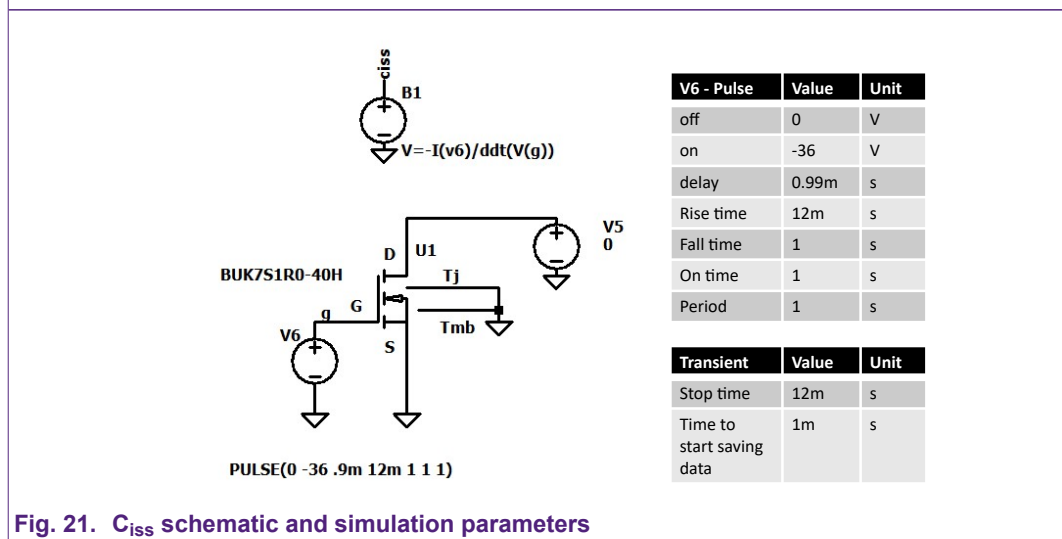 ciss
B1
V=-I(v6)/ddt(V(g))
V5
0
D
U1
BUK7S1R0-40H
Tj
G
g
Tmb
V6
S
PULSE(0 -36 .9m 12m 1 1 1)
V6 - Pulse Value Unit
off 0 V
on -36 V
delay 0.99m s
Rise time 12m s
Fall time 1 s
On time 1 s
Period 1 s
Transient Value Unit
Stop time 12m s
Time to 1m s
start saving
data
Fig. 21. Ciss schematic and simulation parameters